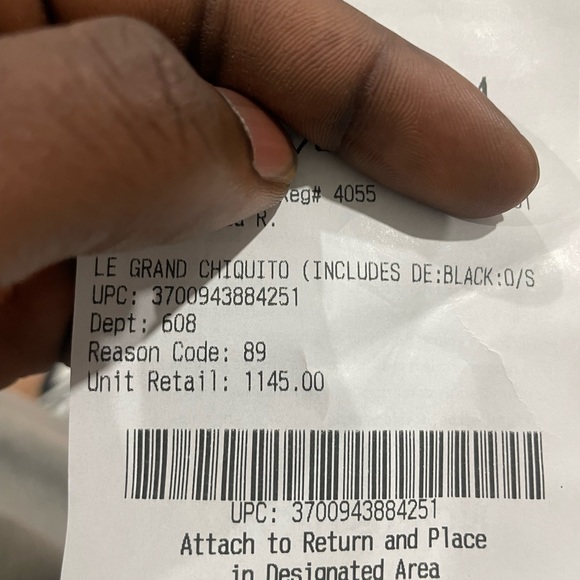 Reg# 4055
R.
LE GRAND CHIQUITO (INCLUDES DE:BLACK:O/S
UPC: 3700943884251
Dept: 608
Reason Code: 89
Unit Retail: 1145.00
UPC: 3700943884251
Attach to Return and Place
in Designated Area